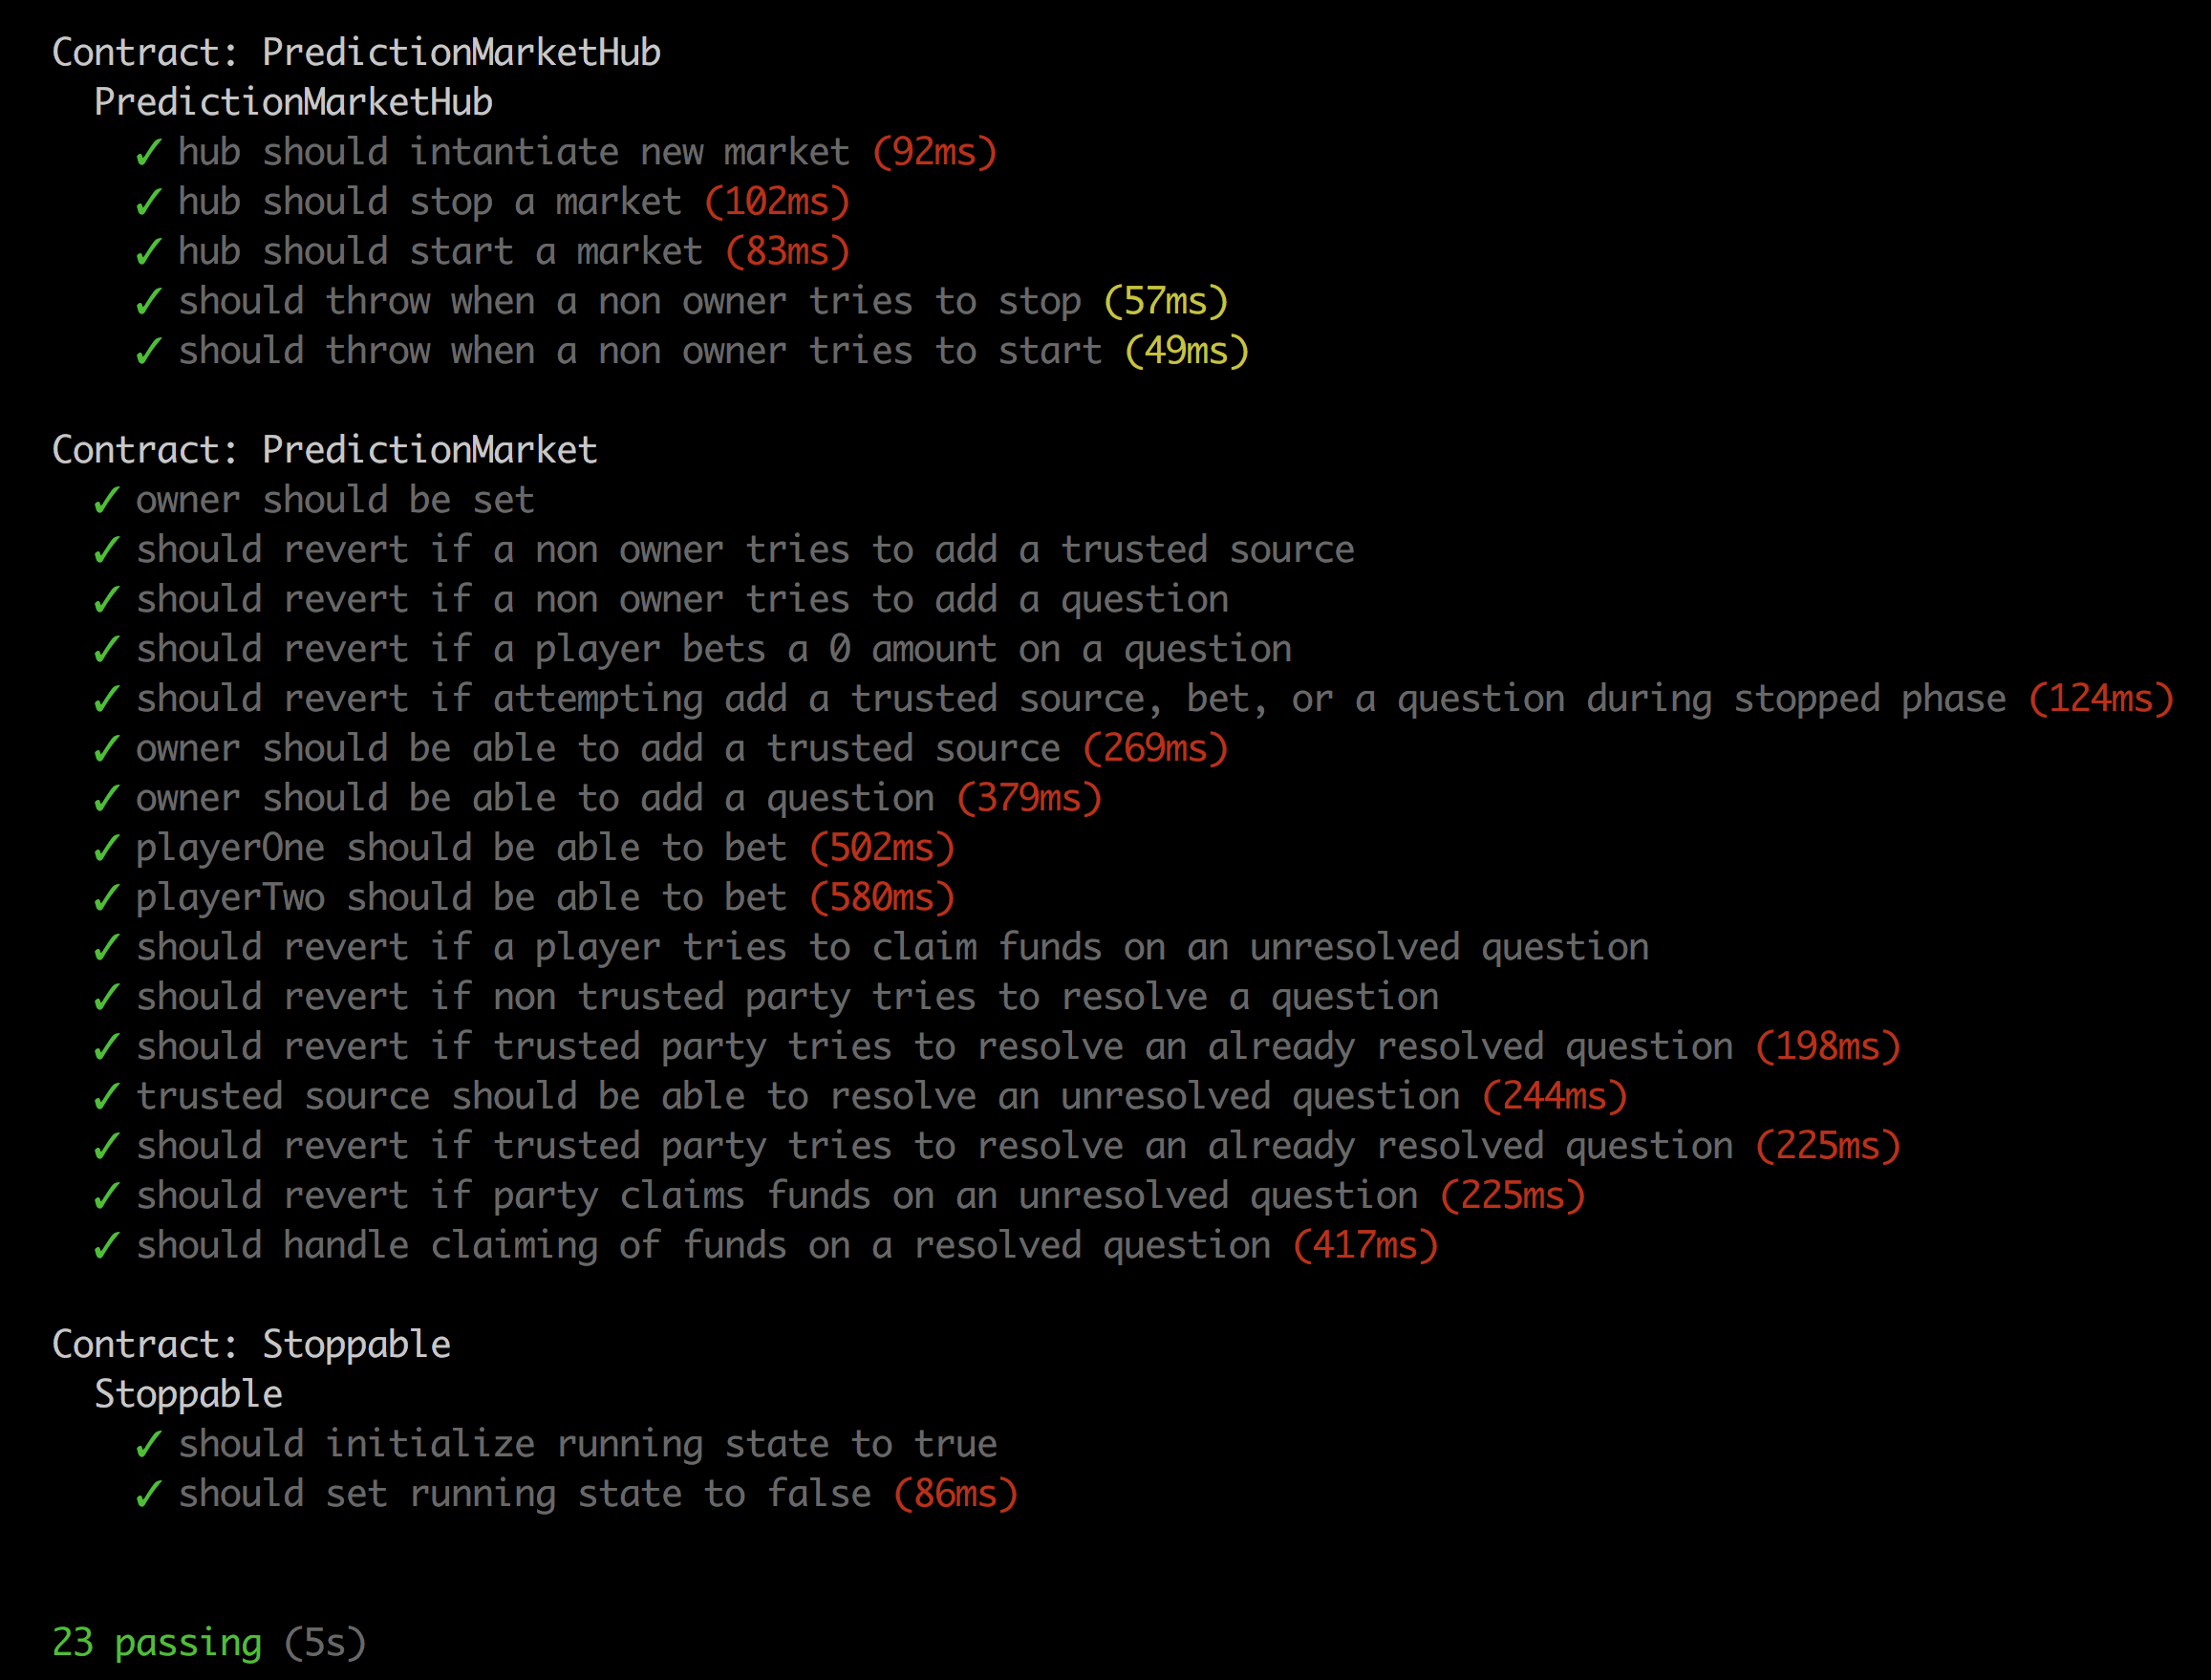 Contract: PredictionMarketHub
PredictionMarketHub
✓ hub should intantiate new market (92ms)
✓ hub should stop a market (102ms)
✓ hub should start a market (83ms)
✓ should throw when a non owner tries to stop (57ms)
✓ should throw when a non owner tries to start (49ms)
Contract: PredictionMarket
✓ owner should be set
✓ should revert if a non owner tries to add a trusted source
✓ should revert if a non owner tries to add a question
✓ should revert if a player bets a 0 amount on a question
✓ should revert if attempting add a trusted source, bet, or a question during stopped phase (124ms)
✓ owner should be able to add a trusted source (269ms)
✓ owner should be able to add a question (379ms)
✓ playerOne should be able to bet (502ms)
✓ playerTwo should be able to bet (580ms)
✓ should revert if a player tries to claim funds on an unresolved question
✓ should revert if non trusted party tries to resolve a question
✓ should revert if trusted party tries to resolve an already resolved question (198ms)
✓ trusted source should be able to resolve an unresolved question (244ms)
✓ should revert if trusted party tries to resolve an already resolved question (225ms)
✓ should revert if party claims funds on an unresolved question (225ms)
✓ should handle claiming of funds on a resolved question (417ms)
Contract: Stoppable
Stoppable
✓ should initialize running state to true
✓ should set running state to false (86ms)
23 passing (5s)